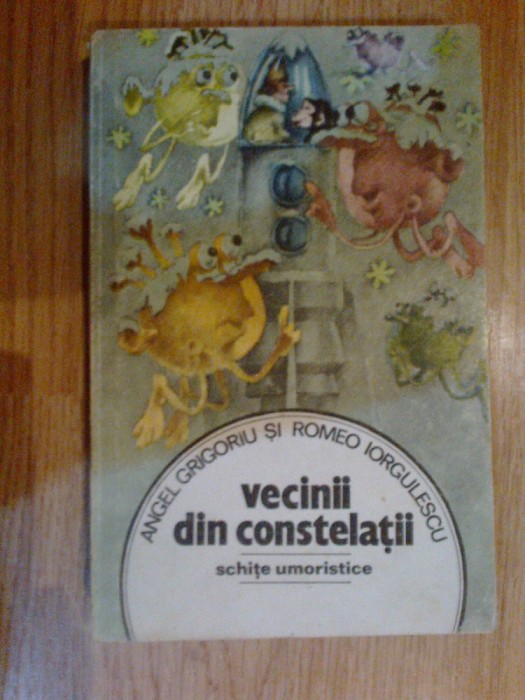 ANGEL GRIGORIU ȘI ROMEO IORGULESCU
vecinii
din constelații
schițe umoristice